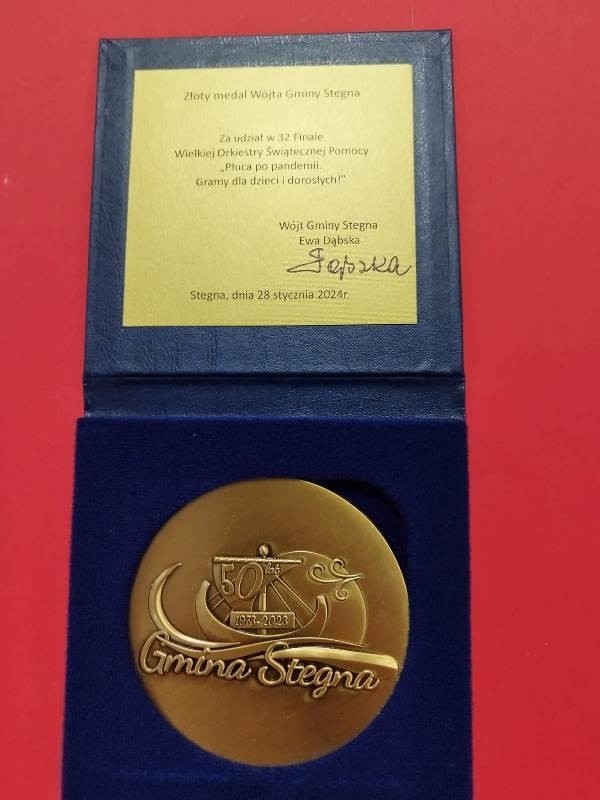 Złoty medal Wójta Gminy Stegna
Za udział w 32 Finale
Wielkiej Orkiestry Świątecznej Pomocy
„Płuca po pandemii.
Gramy dla dzieci i dorosłych!"
Wójt Gminy Stegna
Ewa Dąbska
Dąbska
Stegna, dnia 28 stycznia 2024r.
50 lat
1973-2023
Gmina Stegna